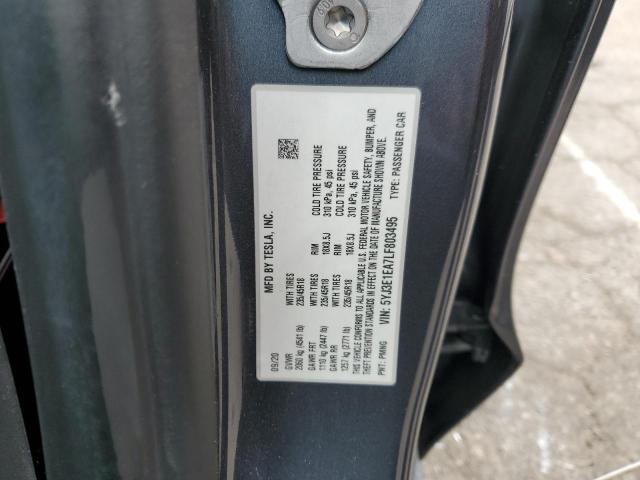 MFD BY TESLA, INC.
09/20
GVWR WITH TIRES RIM COLD TIRE PRESSURE
2060 kg (4541 lb) 235/45R18 18X8.5J 310 kPa, 45 psi
GAWR FRT WITH TIRES RIM COLD TIRE PRESSURE
1110 kg (2447 lb) 235/45R18 18X8.5J 310 kPa, 45 psi
GAWR RR WITH TIRES
1257 kg (2771 lb) 235/45R18
THIS VEHICLE CONFORMS TO ALL APPLICABLE U.S. FEDERAL MOTOR VEHICLE SAFETY, BUMPER, AND
THEFT PREVENTION STANDARDS IN EFFECT ON THE DATE OF MANUFACTURE SHOWN ABOVE.
VIN: 5YJ3E1EA7LF803495
PNT: PMNG TYPE: PASSENGER CAR